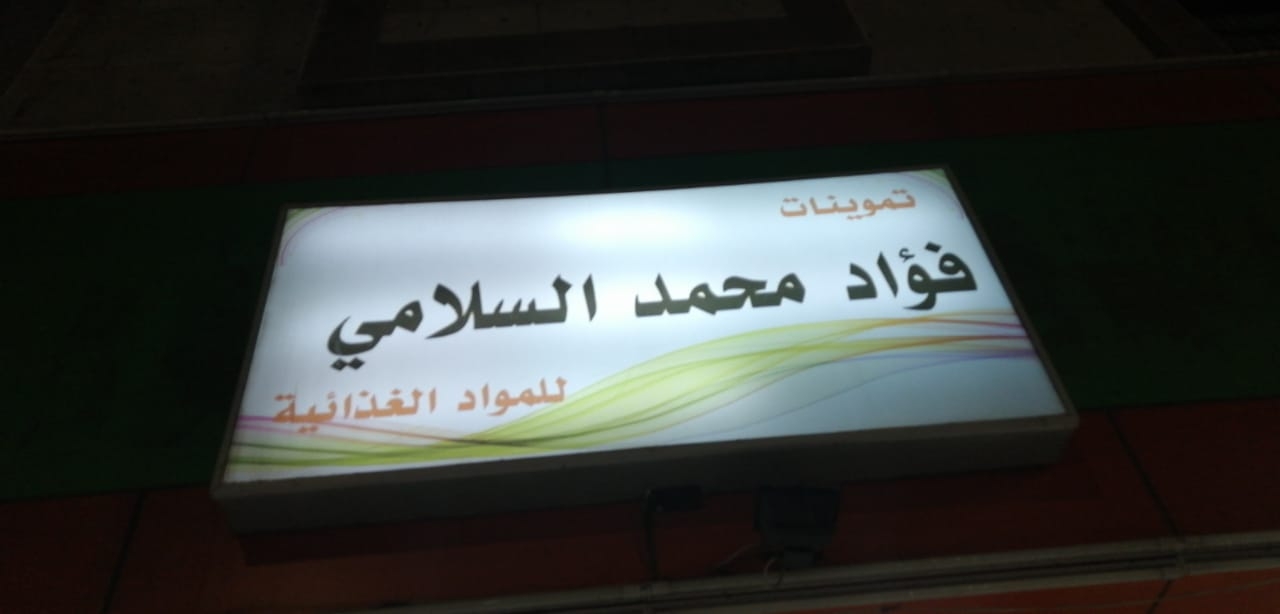 تموينات
فؤاد محمد السلامي
للمواد الغذائية